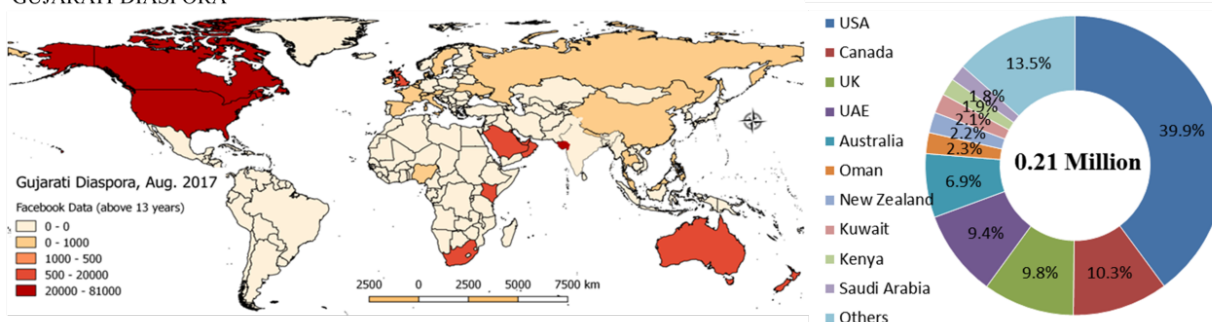 GUJARATI DIASPORA
Gujarati Diaspora, Aug. 2017
Facebook Data (above 13 years)
0 - 0
0 - 1000
1000 - 500
500 - 20000
20000 - 81000
2500 0 2500 5000 7500 km
USA
Canada
UK
UAE
Australia
Oman
New Zealand
Kuwait
Kenya
Saudi Arabia
Others
39.9%
10.3%
9.8%
9.4%
6.9%
2.3%
2.2%
2.1%
1.9%
1.8%
13.5%
0.21 Million